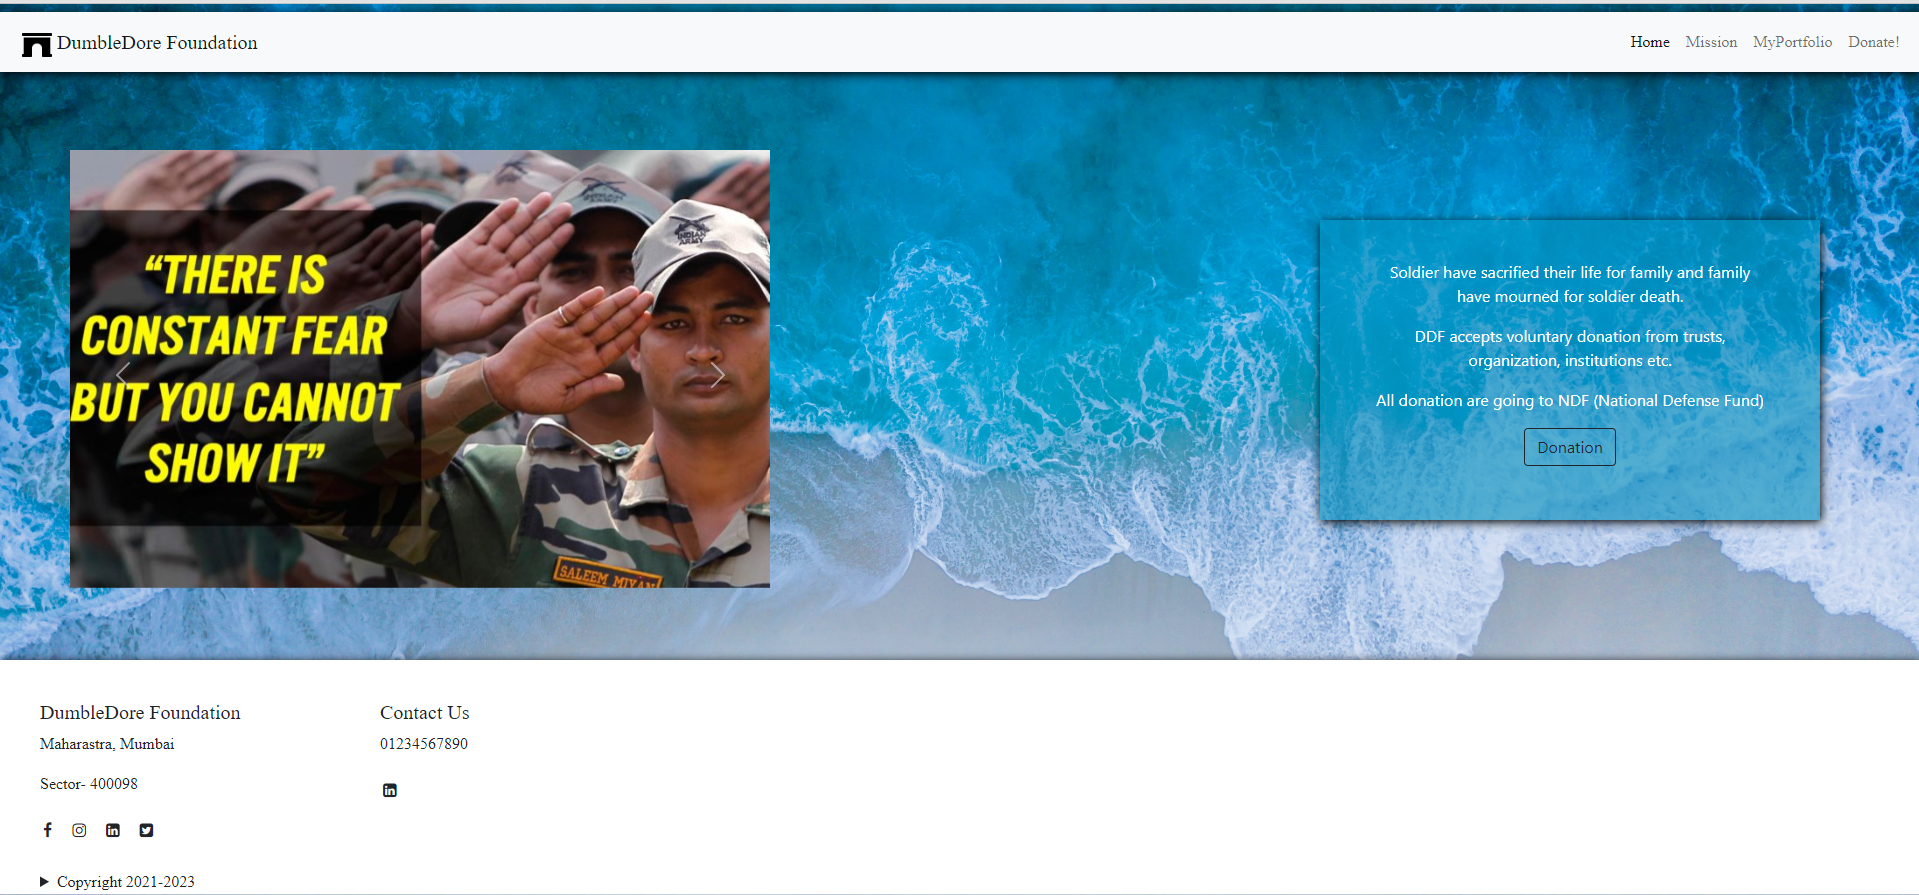 DumbleDore Foundation
Home Mission MyPortfolio Donate!
“THERE IS
CONSTANT FEAR
BUT YOU CANNOT
SHOW IT”
INDIAN
ARMY
SALEEM MIYAN
Soldier have sacrified their life for family and family
have mourned for soldier death.
DDF accepts voluntary donation from trusts,
organization, institutions etc.
All donation are going to NDF (National Defense Fund)
Donation
DumbleDore Foundation
Maharastra, Mumbai
Sector- 400098
Contact Us
01234567890
Copyright 2021-2023